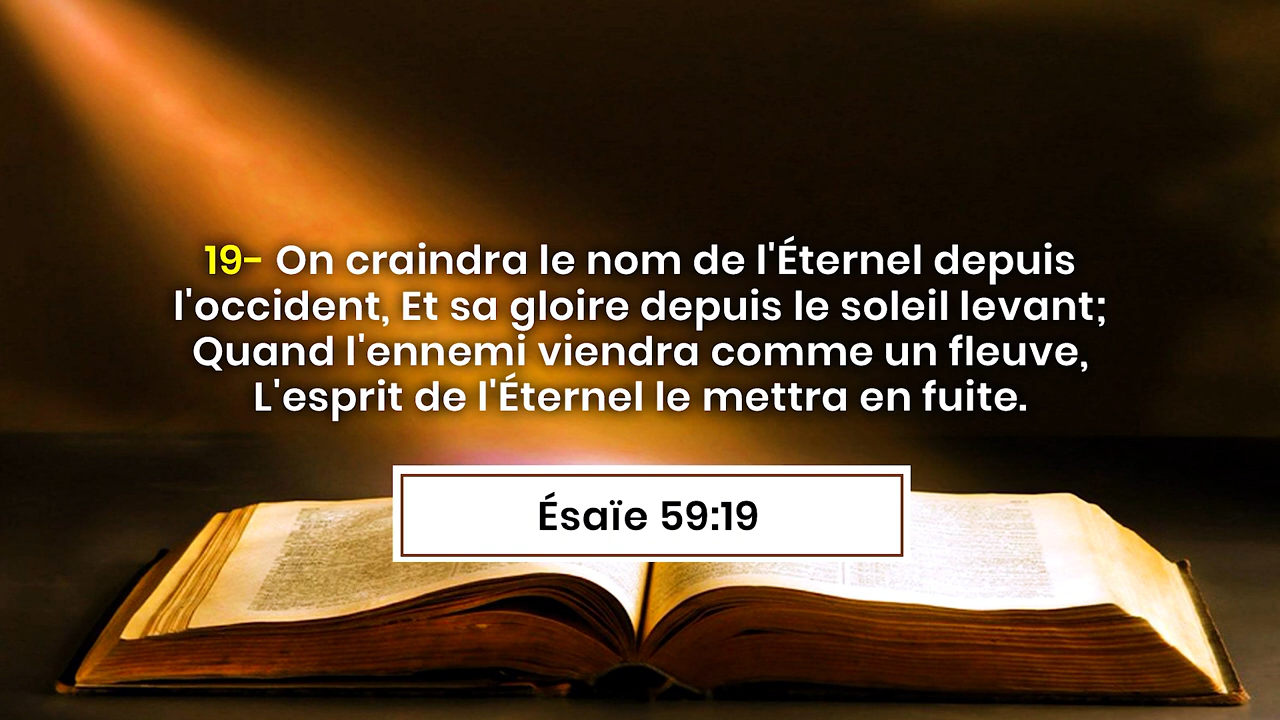 19- On craindra le nom de l'Éternel depuis
l'occident, Et sa gloire depuis le soleil levant;
Quand l'ennemi viendra comme un fleuve,
L'esprit de l'Éternel le mettra en fuite.
Ésaïe 59:19